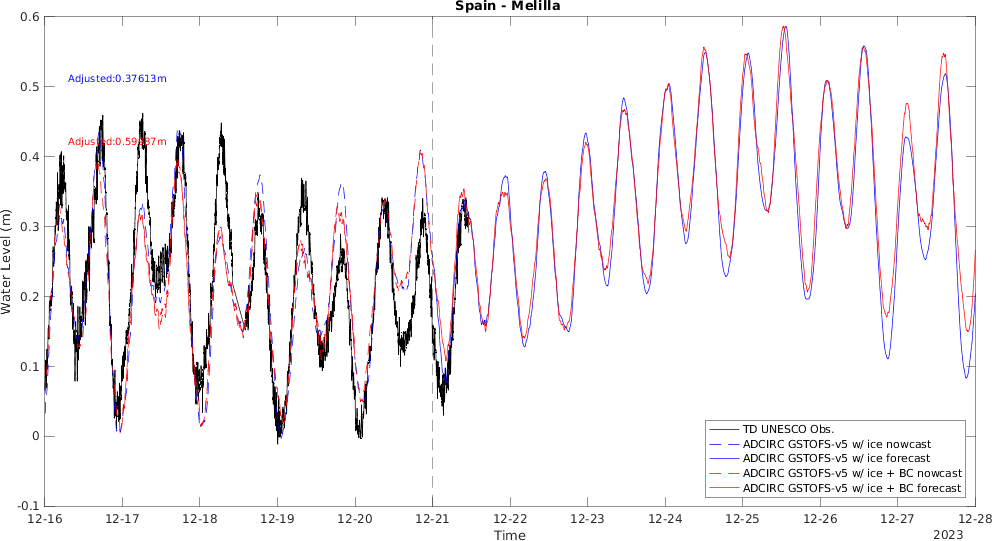 Spain - Melilla
0.6
0.5
0.4
0.3
0.2
0.1
0
-0.1
Water Level (m)
Adjusted:0.37613m
TD UNESCO Obs.
ADCIRC GSTOFS-v5 w/ ice nowcast
ADCIRC GSTOFS-v5 w/ ice forecast
ADCIRC GSTOFS-v5 w/ ice + BC nowcast
ADCIRC GSTOFS-v5 w/ ice + BC forecast
12-16 12-17 12-18 12-19 12-20 12-21 12-22 12-23 12-24 12-25 12-26 12-27 12-28
Time
2023